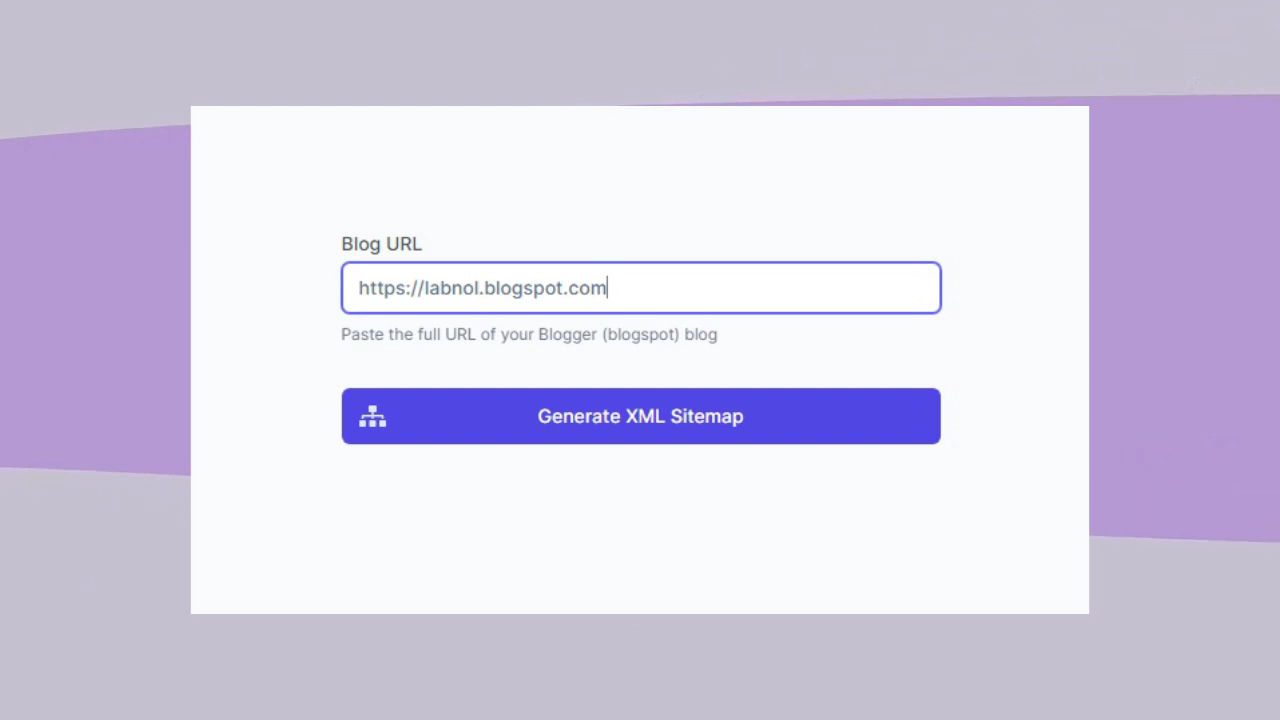 Blog URL
https://labnol.blogspot.com
Paste the full URL of your Blogger (blogspot) blog
Generate XML Sitemap